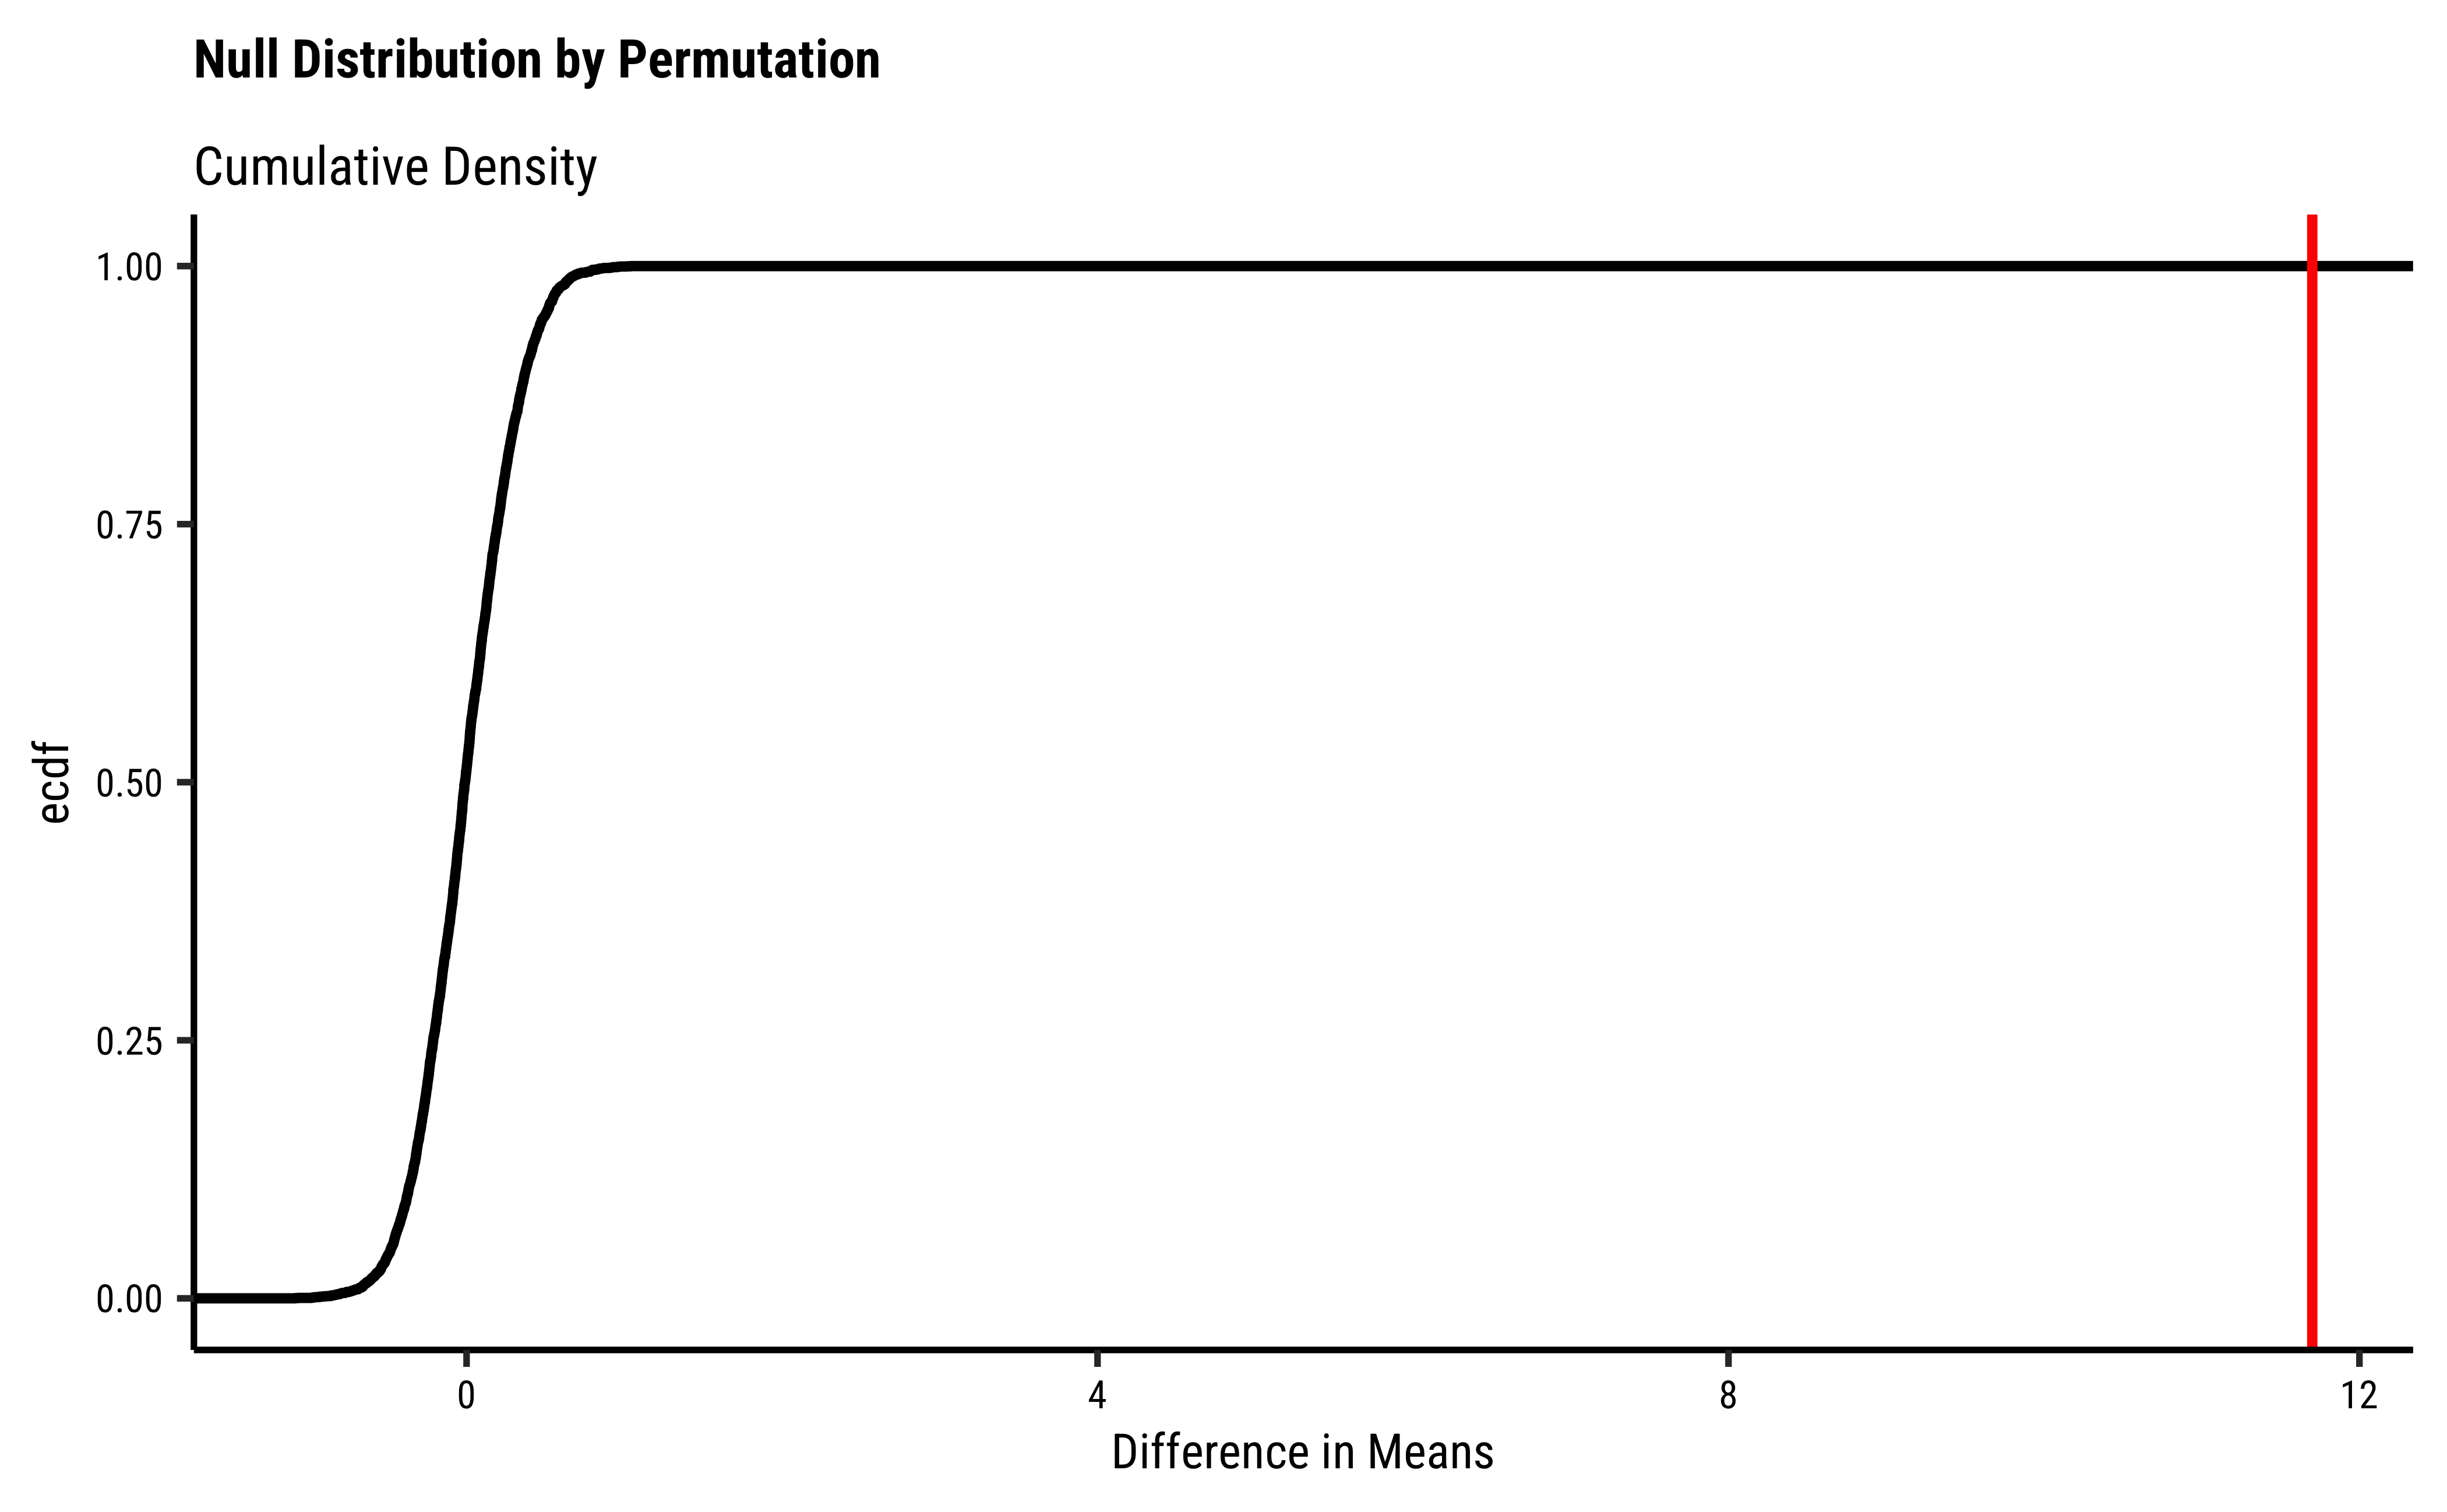 Null Distribution by Permutation
Cumulative Density
ecdf
1.00
0.75
0.50
0.25
0.00
0 4 8 12
Difference in Means